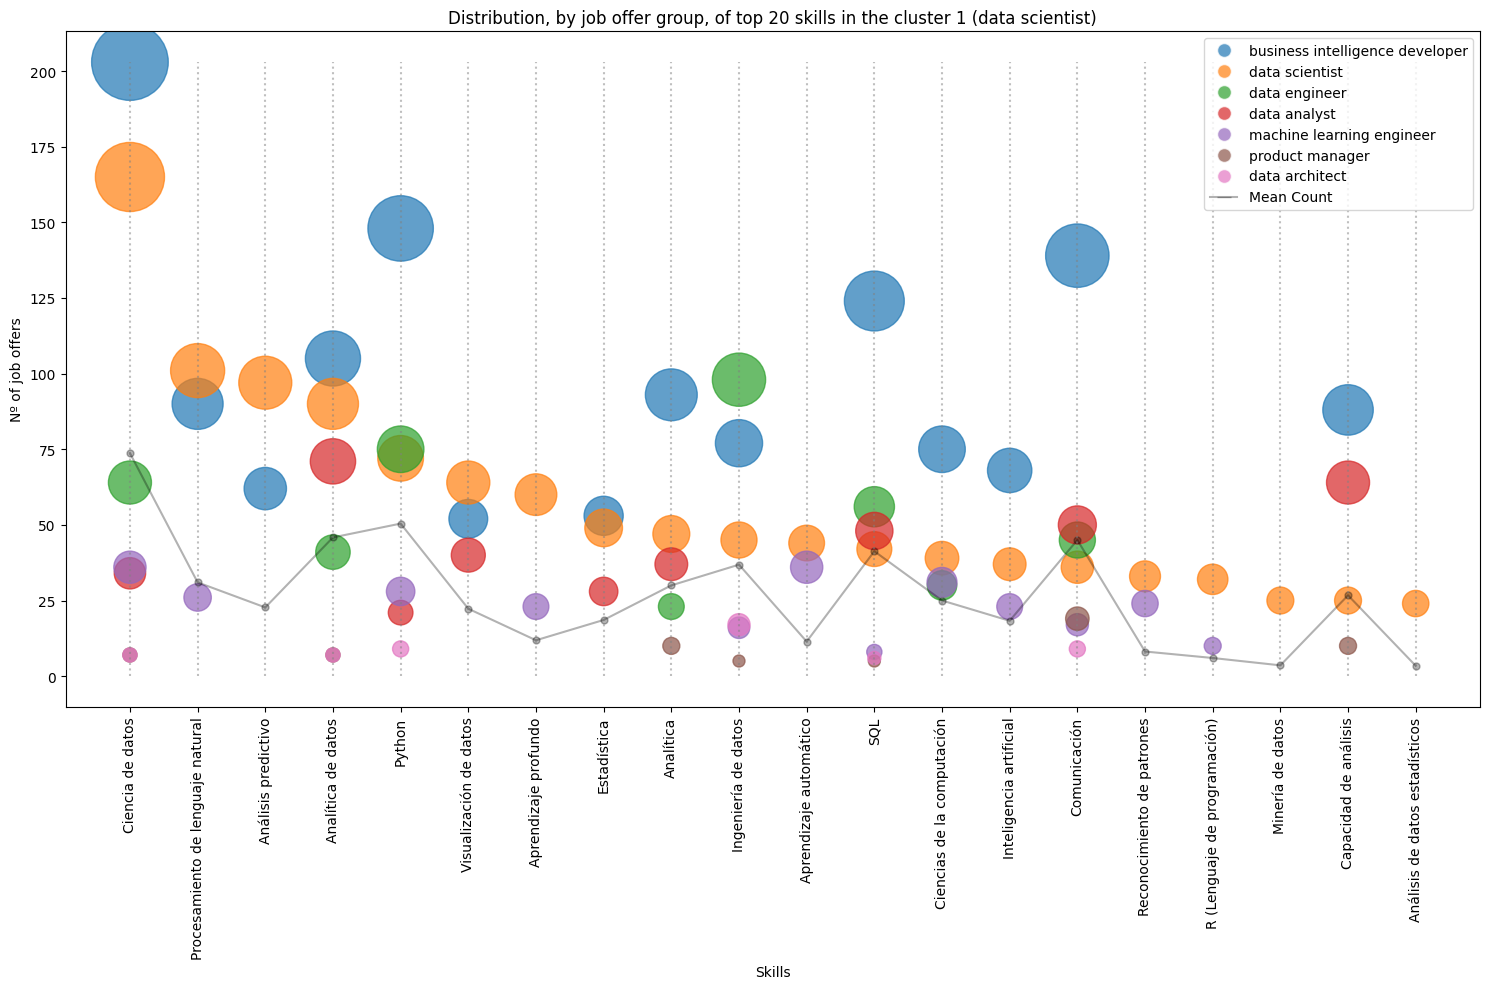 Distribution, by job offer group, of top 20 skills in the cluster 1 (data scientist)
business intelligence developer
data scientist
data engineer
data analyst
machine learning engineer
product manager
data architect
Mean Count
Nº of job offers
200
175
150
125
100
75
50
25
0
Ciencia de datos
Procesamiento de lenguaje natural
Análisis predictivo
Analítica de datos
Python
Visualización de datos
Aprendizaje profundo
Estadística
Analítica
Ingeniería de datos
Aprendizaje automático
SQL
Ciencias de la computación
Inteligencia artificial
Comunicación
Reconocimiento de patrones
R (Lenguaje de programación)
Minería de datos
Capacidad de análisis
Análisis de datos estadísticos
Skills